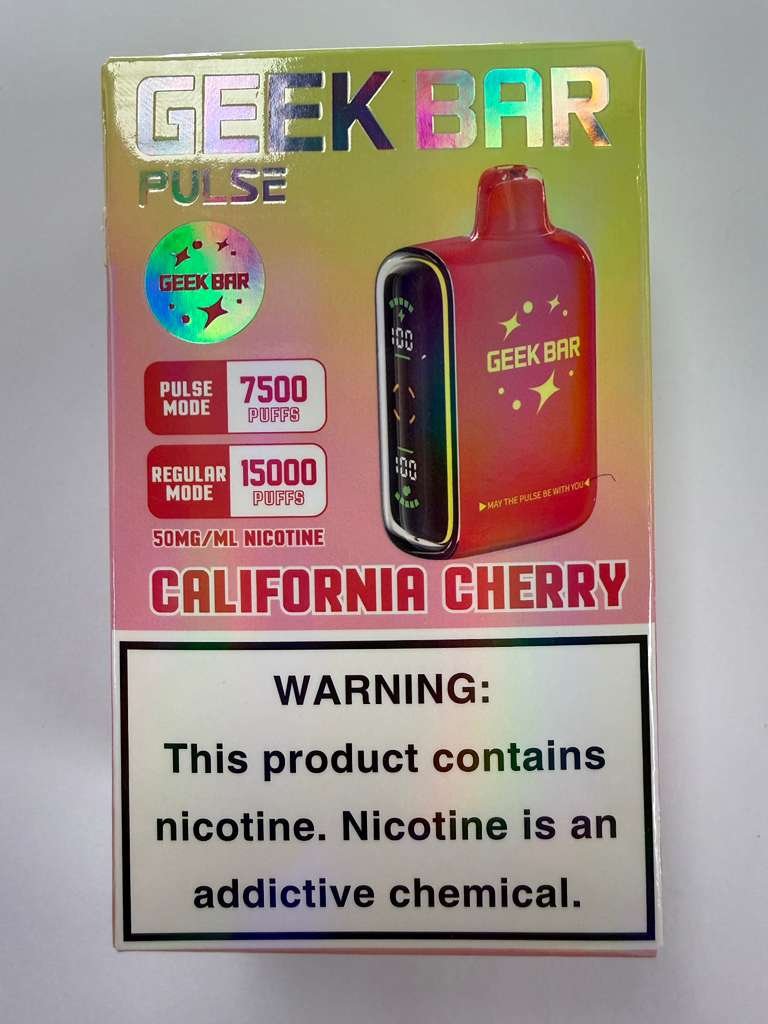 GEEK BAR
PULSE
GEEK BAR
PULSE MODE 7500 PUFFS
REGULAR MODE 15000 PUFFS
50MG/ML NICOTINE
100
100
GEEK BAR
MAY THE PULSE BE WITH YOU
CALIFORNIA CHERRY
WARNING:
This product contains
nicotine. Nicotine is an
addictive chemical.